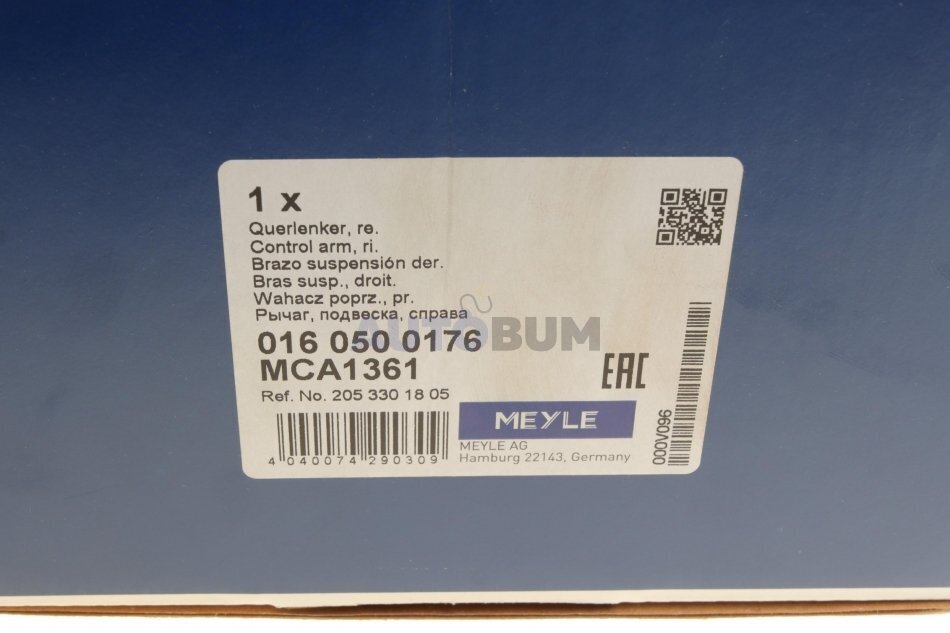 1 x
Querlenker, re.
Control arm, ri.
Brazo suspensión der.
Bras susp., droit.
Wahacz poprz., pr.
Рычаг, подвеска, справа
AUTOBUM
016 050 0176
MCA1361
EAC
Ref. No. 205 330 18 05
MEYLE
MEYLE AG
Hamburg 22143, Germany
4 040074 290309
000V096